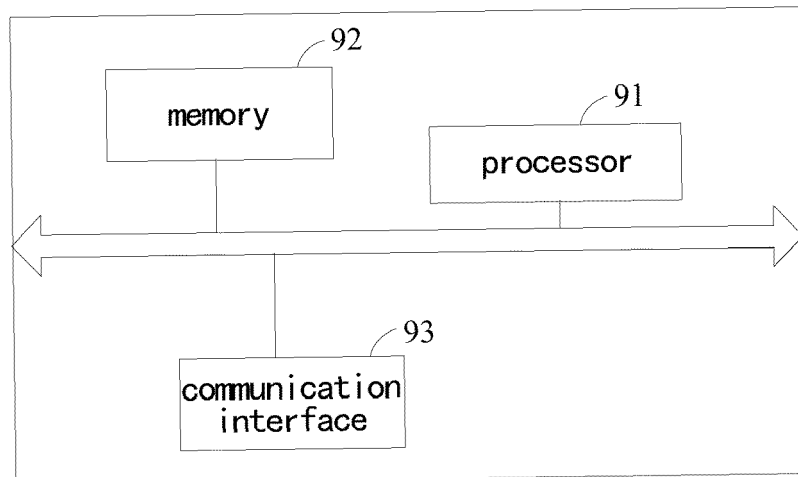 92
memory
91
processor
93
communication
interface